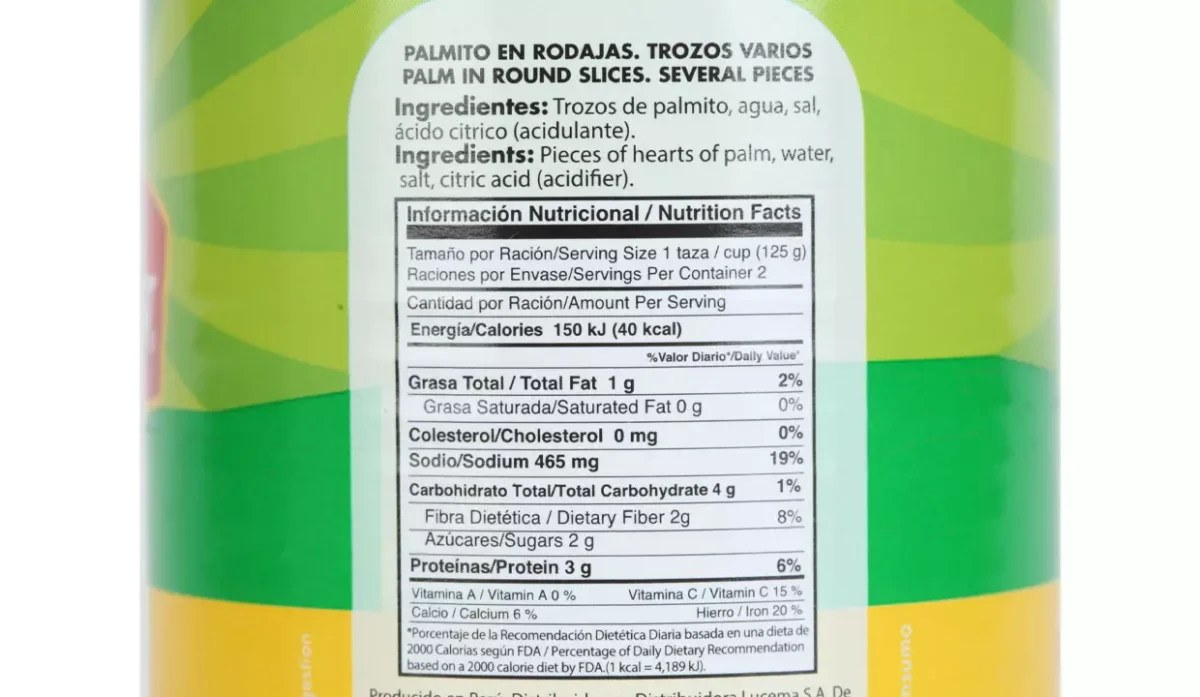 PALMITO EN RODAJAS. TROZOS VARIOS
PALM IN ROUND SLICES. SEVERAL PIECES
Ingredientes: Trozos de palmito, agua, sal,
ácido citrico (acidulante).
Ingredients: Pieces of hearts of palm, water,
salt, citric acid (acidifier).
Información Nutricional / Nutrition Facts
Tamaño por Ración/Serving Size 1 taza / cup (125 g)
Raciones por Envase/Servings Per Container 2
Cantidad por Ración/Amount Per Serving
Energía/Calories 150 kJ (40 kcal)
%Valor Diario*/Daily Value*
Grasa Total / Total Fat 1 g 2%
Grasa Saturada/Saturated Fat 0 g 0%
Colesterol/Cholesterol 0 mg 0%
Sodio/Sodium 465 mg 19%
Carbohidrato Total/Total Carbohydrate 4 g 1%
Fibra Dietética / Dietary Fiber 2g 8%
Azúcares/Sugars 2 g
Proteínas/Protein 3 g 6%
Vitamina A / Vitamin A 0 % Vitamina C / Vitamin C 15 %
Calcio / Calcium 6 % Hierro / Iron 20 %
*Porcentaje de la Recomendación Dietética Diaria basada en una dieta de
2000 Calorías según FDA / Percentage of Daily Dietary Recommendation
based on a 2000 calorie diet by FDA.(1 kcal = 4,189 kJ).
Producido en Perú. Distribuidora Lucema S.A. De